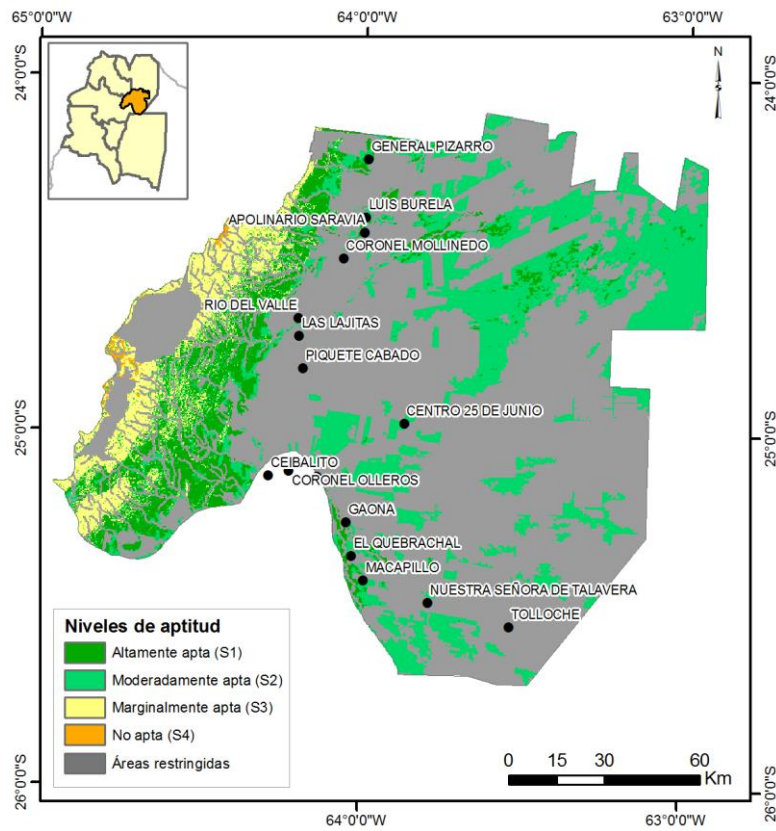 65°0'0"W
64°0'0"W
63°0'0"W
24°0'0"S
24°0'0"S
N
GENERAL PIZARRO
LUIS BURELA
APOLINARIO SARAVIA
CORONEL MOLLINEDO
RIO DEL VALLE
LAS LAJITAS
PIQUETE CABADO
CENTRO 25 DE JUNIO
25°0'0"S
25°0'0"S
CEIBALITO
CORONEL OLLEROS
GAONA
EL QUEBRACHAL
MACAPILLO
NUESTRA SEÑORA DE TALAVERA
TOLLOCHE
Niveles de aptitud
Altamente apta (S1)
Moderadamente apta (S2)
Marginalmente apta (S3)
No apta (S4)
Áreas restringidas
0 15 30 60
Km
26°0'0"S
26°0'0"S
64°0'0"W
63°0'0"W